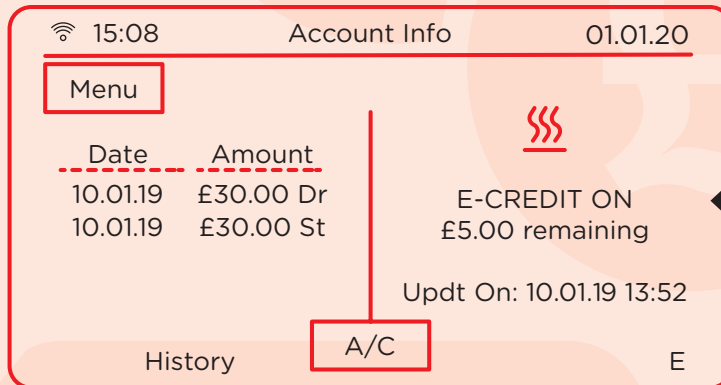 15:08 Account Info 01.01.20
Menu
Date Amount
10.01.19 £30.00 Dr
10.01.19 £30.00 St
E-CREDIT ON
£5.00 remaining
Updt On: 10.01.19 13:52
History A/C E